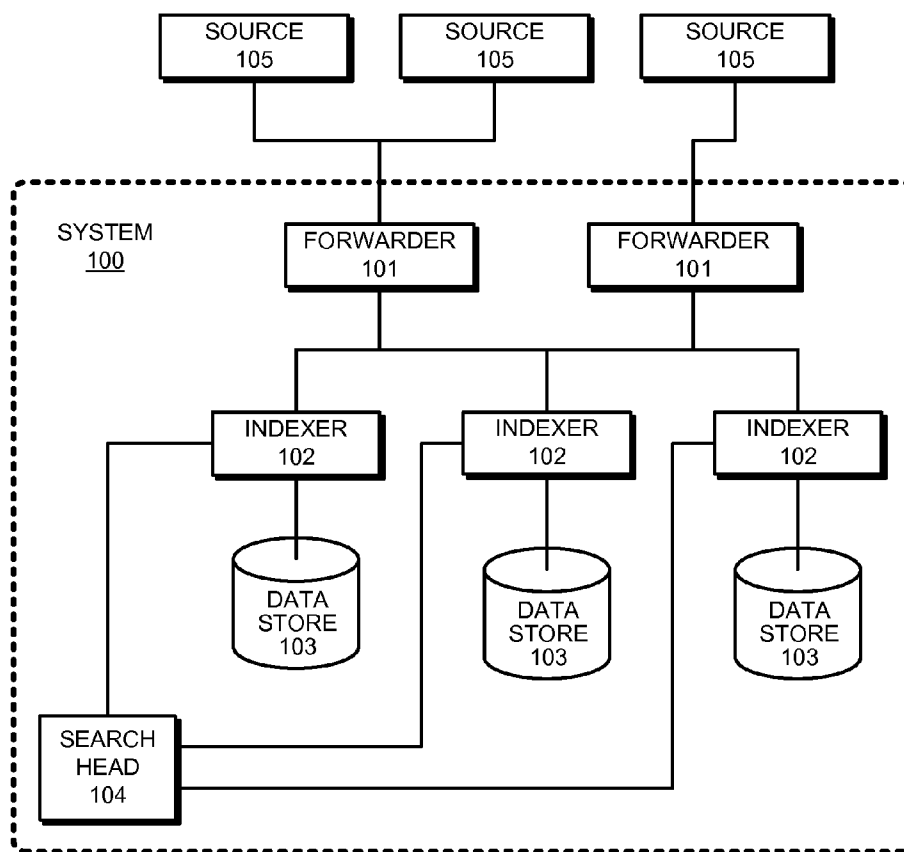 SOURCE
105
SOURCE
105
SOURCE
105
SYSTEM
100
FORWARDER
101
FORWARDER
101
INDEXER
102
INDEXER
102
INDEXER
102
DATA
STORE
103
DATA
STORE
103
DATA
STORE
103
SEARCH
HEAD
104